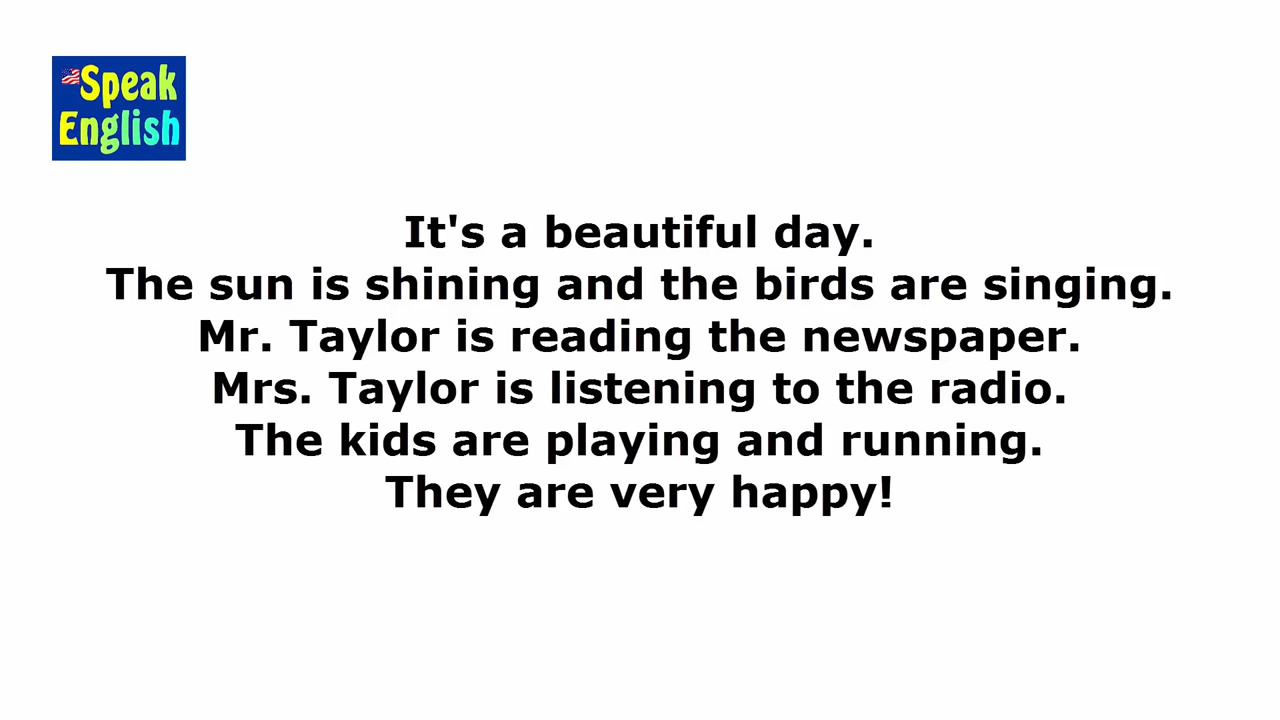 Speak
English
It's a beautiful day.
The sun is shining and the birds are singing.
Mr. Taylor is reading the newspaper.
Mrs. Taylor is listening to the radio.
The kids are playing and running.
They are very happy!